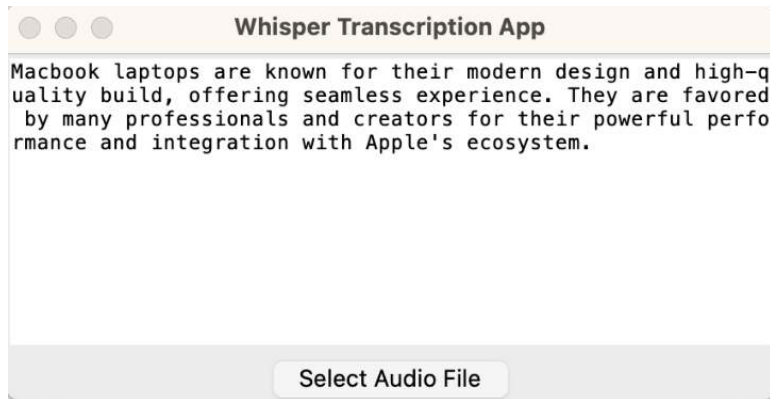 Whisper Transcription App
Macbook laptops are known for their modern design and high-q
uality build, offering seamless experience. They are favored
by many professionals and creators for their powerful perfo
rmance and integration with Apple's ecosystem.
Select Audio File